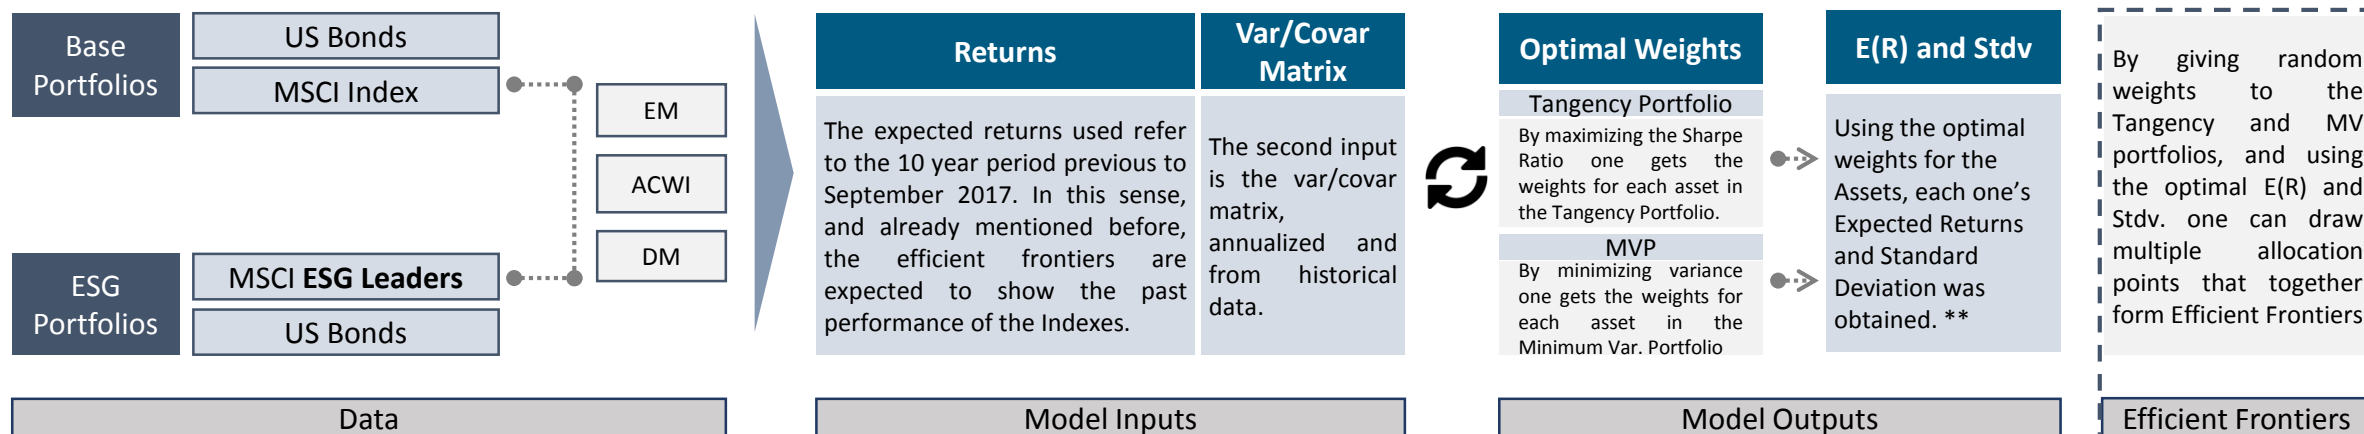 Base
Portfolios
US Bonds
MSCI Index
EM
ACWI
DM
ESG
Portfolios
MSCI ESG Leaders
US Bonds
Data
Returns
The expected returns used refer
to the 10 year period previous to
September 2017. In this sense,
and already mentioned before,
the efficient frontiers are
expected to show the past
performance of the Indexes.
Var/Covar
Matrix
The second input
is the var/covar
matrix,
annualized and
from historical
data.
Model Inputs
Optimal Weights
Tangency Portfolio
By maximizing the Sharpe
Ratio one gets the
weights for each asset in
the Tangency Portfolio.
MVP
By minimizing variance
one gets the weights for
each asset in the
Minimum Var. Portfolio
E(R) and Stdv
Using the optimal
weights for the
Assets, each one’s
Expected Returns
and Standard
Deviation was
obtained. **
Model Outputs
By giving random
weights to the
Tangency and MV
portfolios, and using
the optimal E(R) and
Stdv. one can draw
multiple allocation
points that together
form Efficient Frontiers
Efficient Frontiers